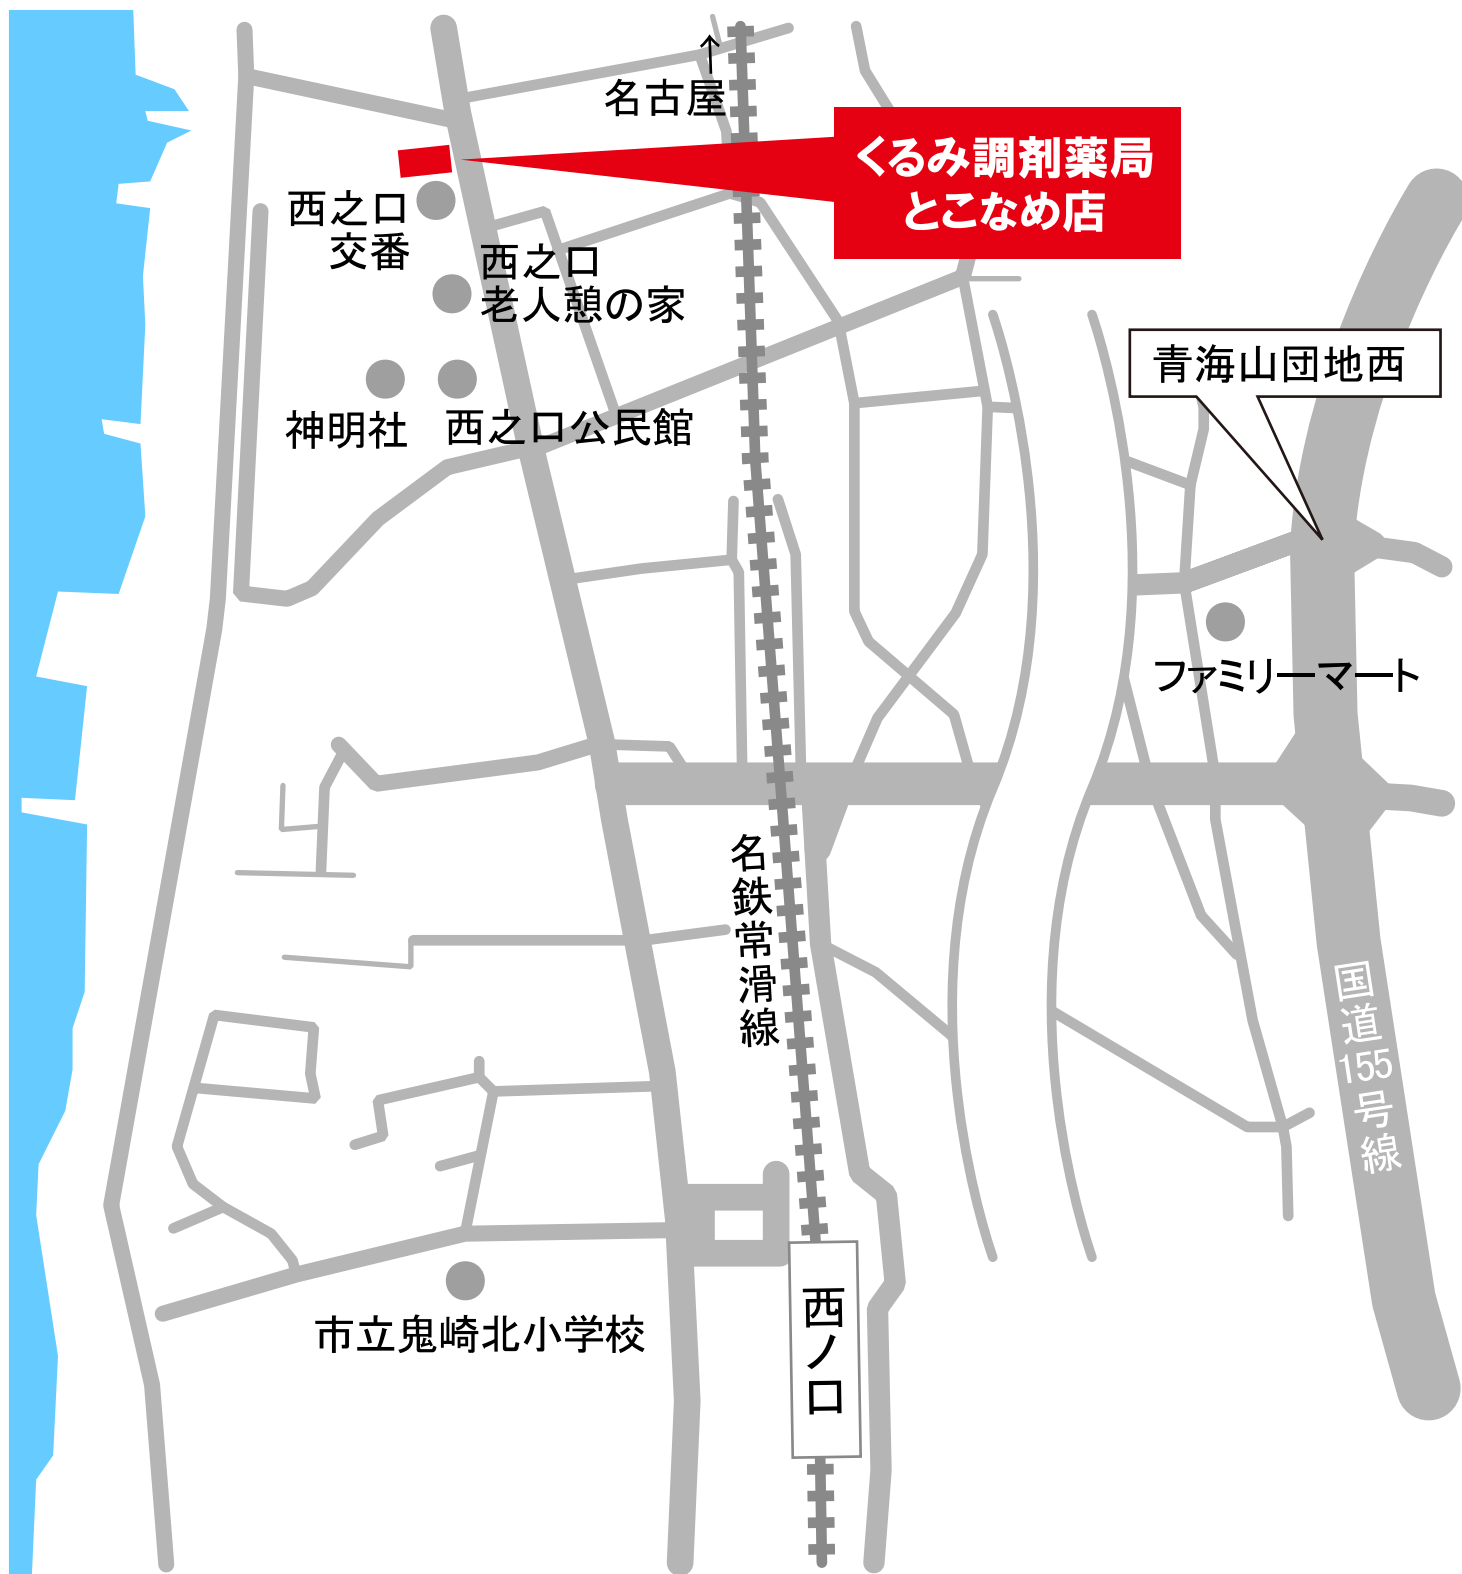 ↑
名古屋
くるみ調剤薬局
とこなめ店
西之口
交番
西之口
老人憩の家
青海山団地西
神明社
西之口公民館
ファミリーマート
名鉄常滑線
国道155号線
市立鬼崎北小学校
西ノ口